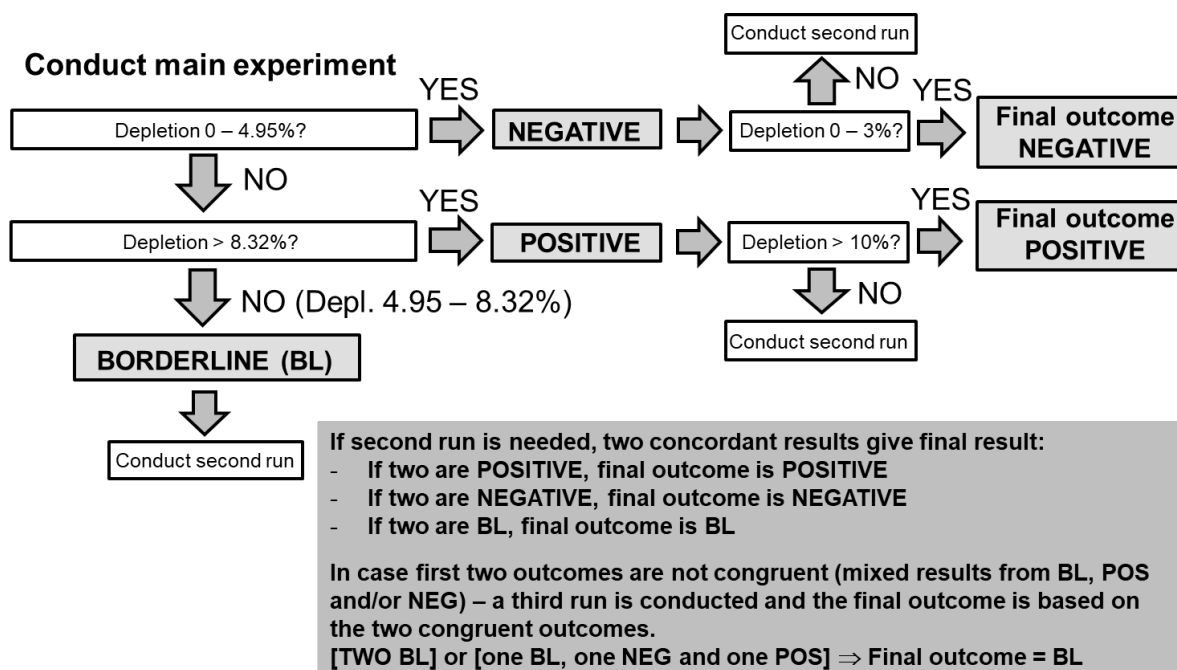 Conduct main experiment
Conduct second run
NO
YES
YES
Depletion 0 – 4.95%?
NEGATIVE
Depletion 0 – 3%?
Final outcome
NEGATIVE
NO
YES
YES
Depletion > 8.32%?
POSITIVE
Depletion > 10%?
Final outcome
POSITIVE
NO (Depl. 4.95 – 8.32%)
NO
Conduct second run
BORDERLINE (BL)
Conduct second run
If second run is needed, two concordant results give final result:
- If two are POSITIVE, final outcome is POSITIVE
- If two are NEGATIVE, final outcome is NEGATIVE
- If two are BL, final outcome is BL
In case first two outcomes are not congruent (mixed results from BL, POS
and/or NEG) – a third run is conducted and the final outcome is based on
the two congruent outcomes.
[TWO BL] or [one BL, one NEG and one POS] ⇒ Final outcome = BL